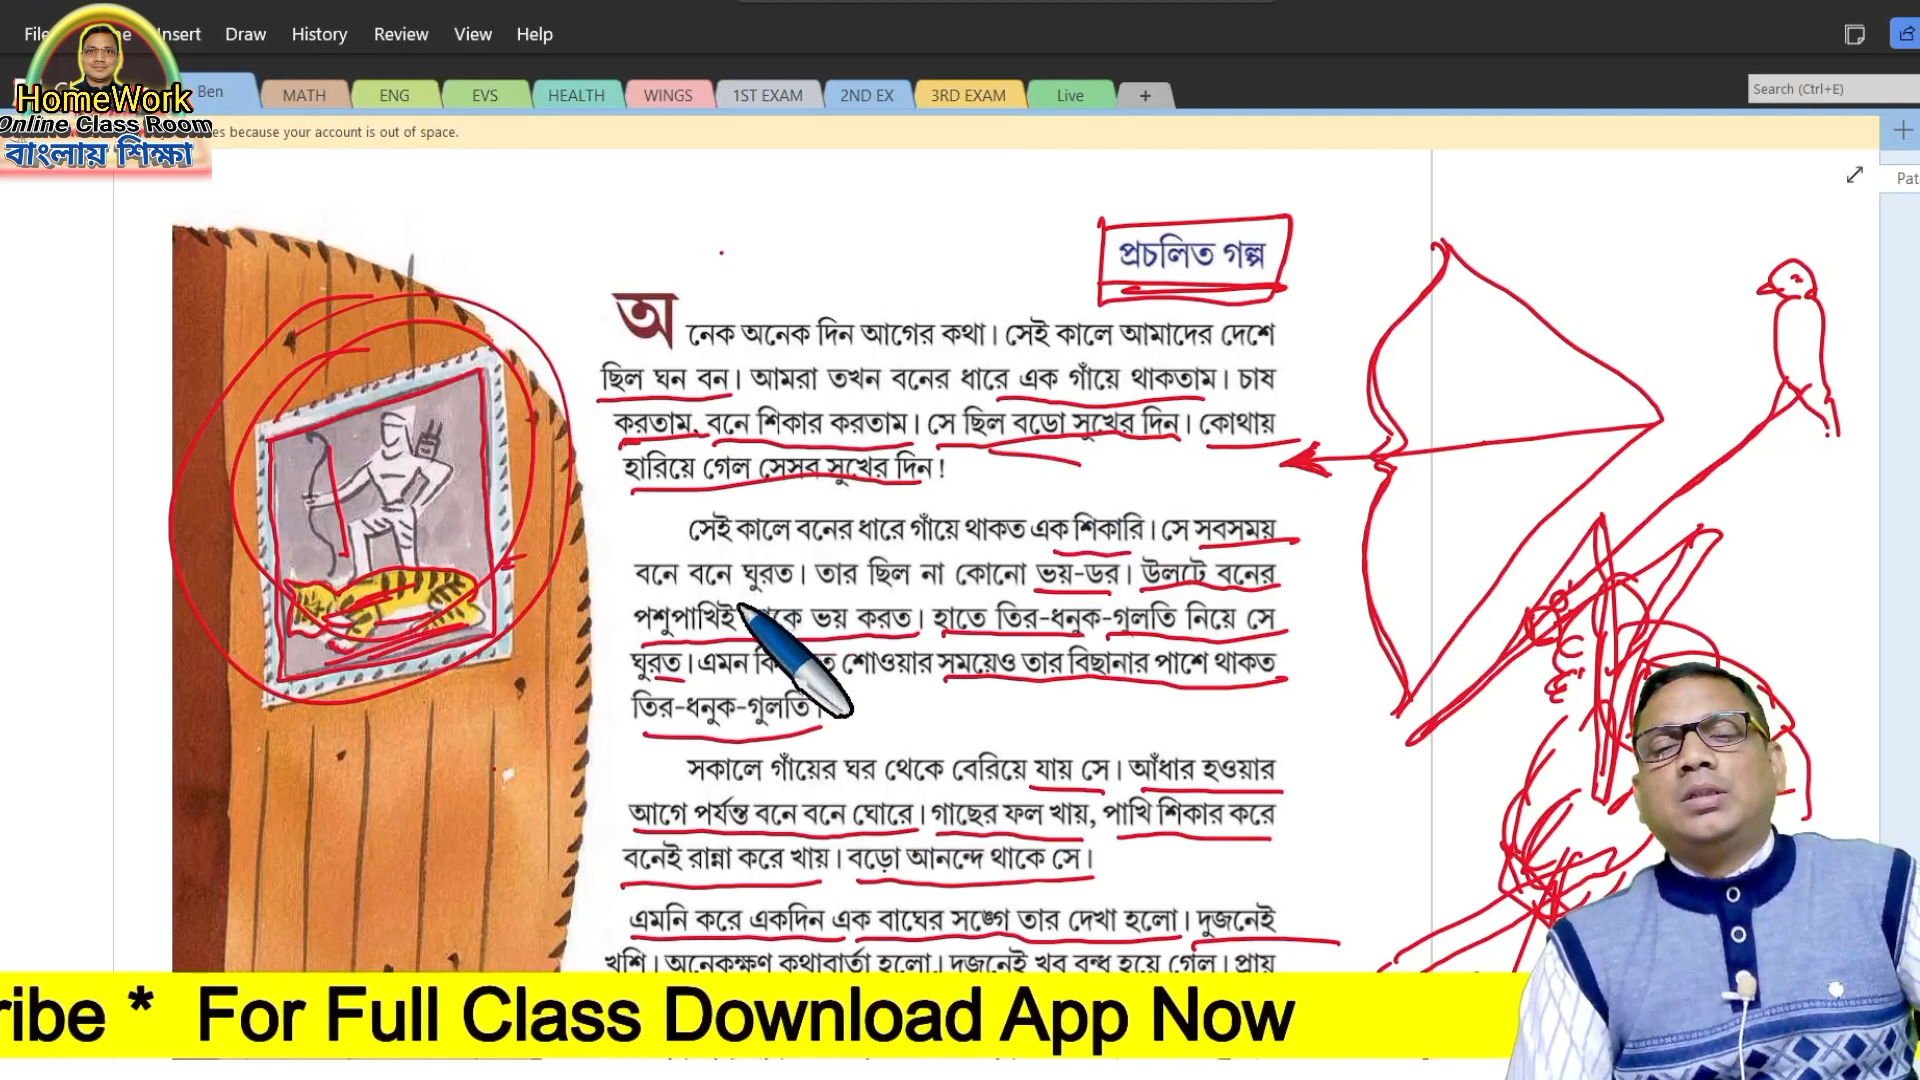 File Insert Draw History Review View Help
HomeWork
Online Class Room
বাংলায় শিক্ষা
Ben MATH ENG EVS HEALTH WINGS 1ST EXAM 2ND EX 3RD EXAM Live +
Search (Ctrl+E)
because your account is out of space.
Pat
প্রচলিত গল্প
অনেক অনেক দিন আগের কথা। সেই কালে আমাদের দেশে
ছিল ঘন বন। আমরা তখন বনের ধারে এক গাঁয়ে থাকতাম। চাষ
করতাম, বনে শিকার করতাম। সে ছিল বড়ো সুখের দিন। কোথায়
হারিয়ে গেল সেসব সুখের দিন!
সেই কালে বনের ধারে গাঁয়ে থাকত এক শিকারি। সে সবসময়
বনে বনে ঘুরত। তার ছিল না কোনো ভয়-ডর। উলটে বনের
পশুপাখিই ভয় করত। হাতে তির-ধনুক-গুলতি নিয়ে সে
ঘুরত। এমন শোওয়ার সময়েও তার বিছানার পাশে থাকত
তির-ধনুক-গুলতি।
সকালে গাঁয়ের ঘর থেকে বেরিয়ে যায় সে। আঁধার হওয়ার
আগে পর্যন্ত বনে বনে ঘোরে। গাছের ফল খায়, পাখি শিকার করে
বনেই রান্না করে খায়। বড়ো আনন্দে থাকে সে।
এমনি করে একদিন এক বাঘের সঙ্গে তার দেখা হলো। দুজনেই
খুশি। অনেকক্ষণ কথাবার্তা হলো। দুজনেই খুব বন্ধু হয়ে গেল। প্রায়
ribe * For Full Class Download App Now